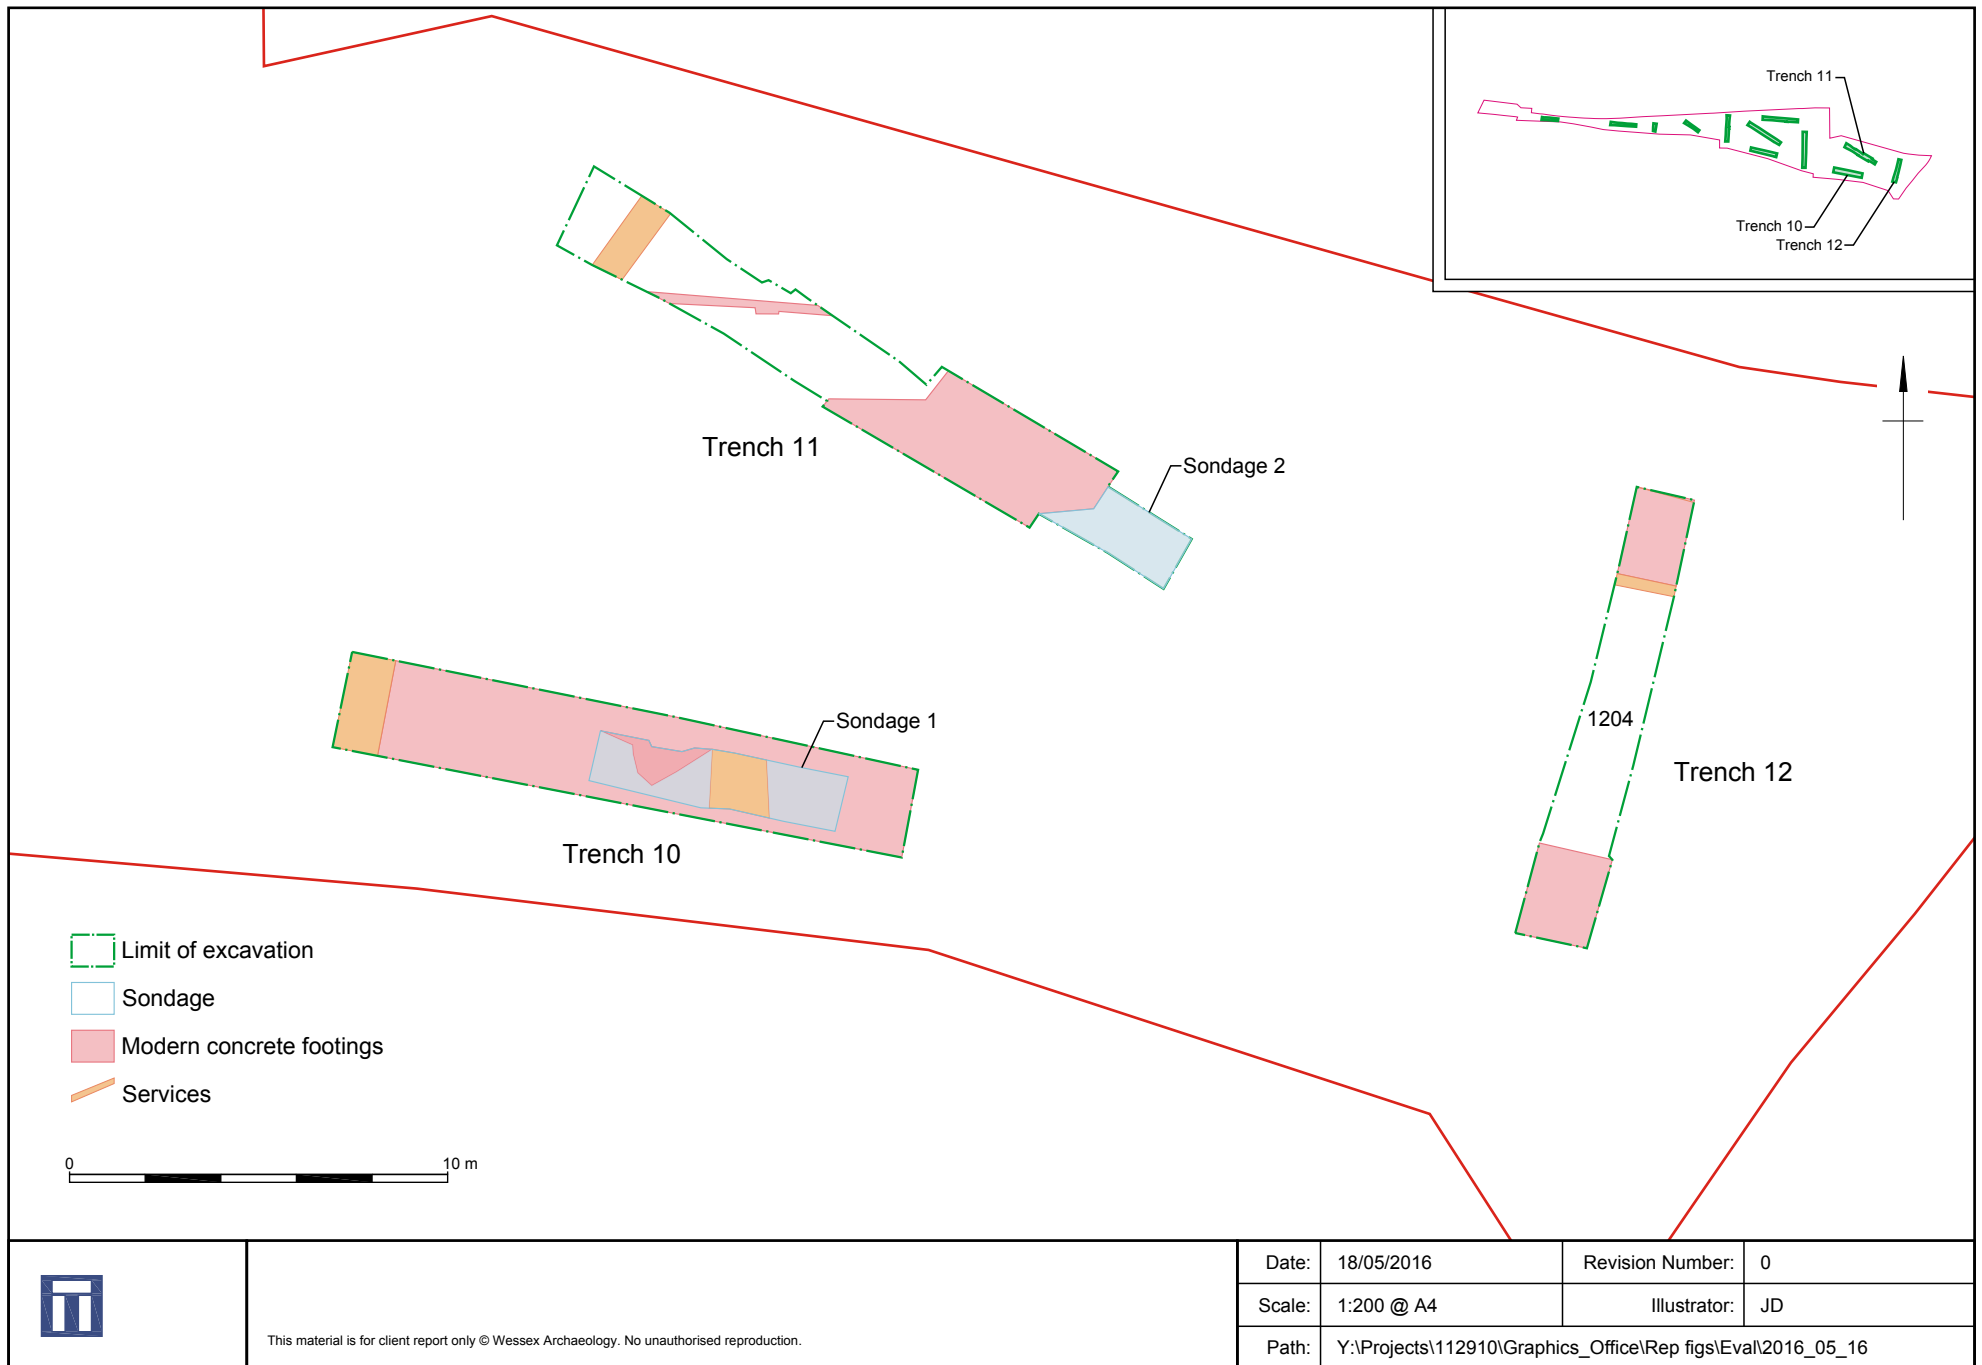 Trench 11
Trench 10
Trench 12
Trench 11
Sondage 2
Sondage 1
1204
Trench 12
Trench 10
Limit of excavation
Sondage
Modern concrete footings
Services
0 10 m
Date: 18/05/2016 Revision Number: 0
Scale: 1:200 @ A4 Illustrator: JD
This material is for client report only © Wessex Archaeology. No unauthorised reproduction.
Path: Y:\Projects\112910\Graphics_Office\Rep figs\Eval\2016_05_16